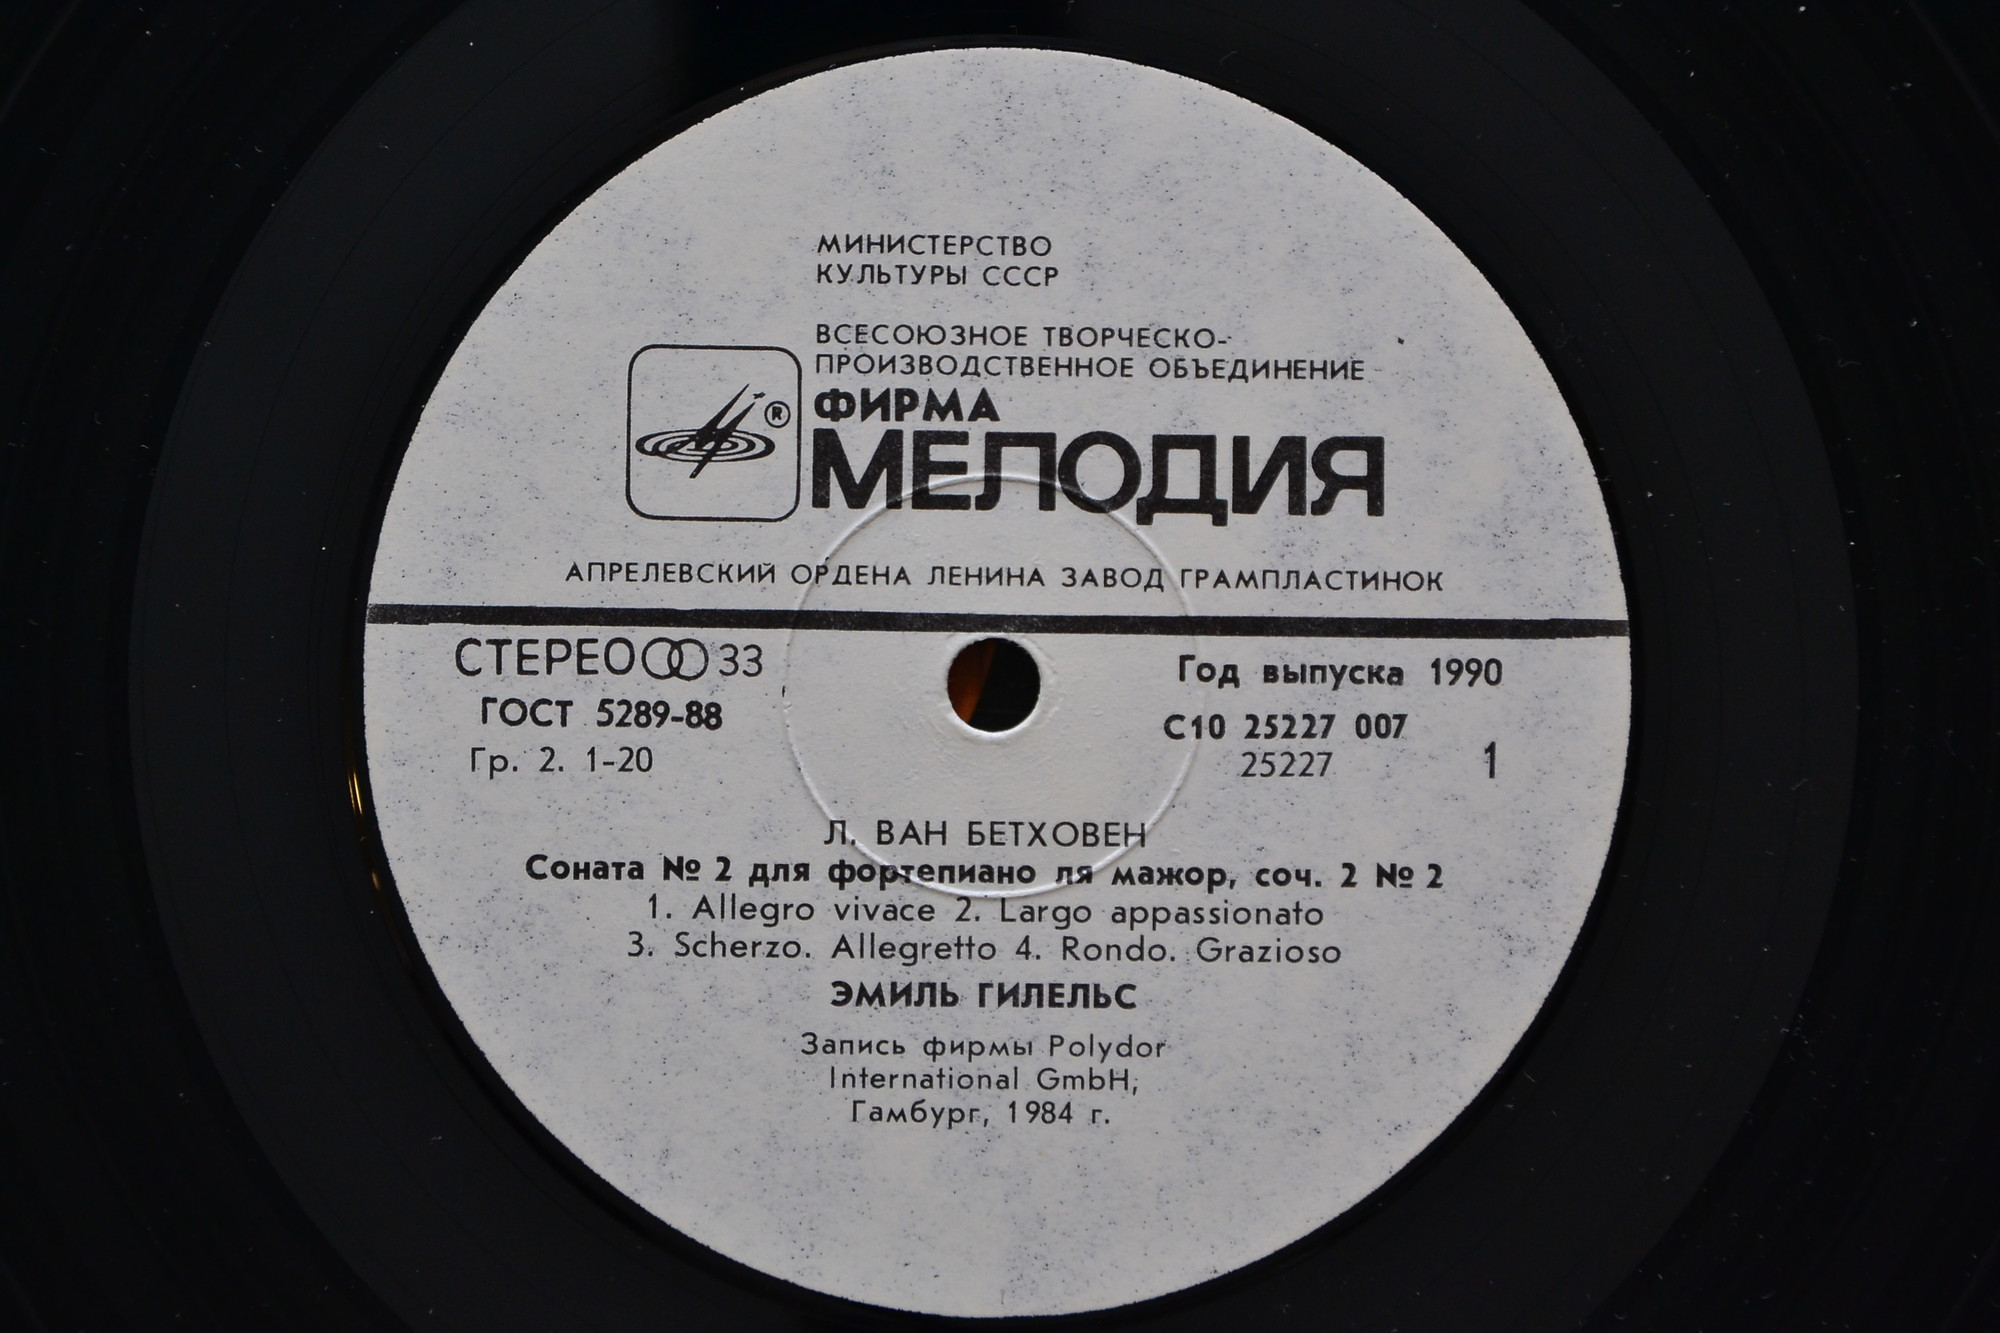 МИНИСТЕРСТВО
КУЛЬТУРЫ СССР
ВСЕСОЮЗНОЕ ТВОРЧЕСКО-
ПРОИЗВОДСТВЕННОЕ ОБЪЕДИНЕНИЕ
®
ФИРМА
МЕЛОДИЯ
АПРЕЛЕВСКИЙ ОРДЕНА ЛЕНИНА ЗАВОД ГРАМПЛАСТИНОК
СТЕРЕО 33
ГОСТ 5289-88
Гр. 2. 1-20
Год выпуска 1990
С10 25227 007
25227
1
Л. ВАН БЕТХОВЕН
Соната № 2 для фортепиано ля мажор, соч. 2 № 2
1. Allegro vivace 2. Largo appassionato
3. Scherzo. Allegretto 4. Rondo. Grazioso
ЭМИЛЬ ГИЛЕЛЬС
Запись фирмы Polydor
International GmbH,
Гамбург, 1984 г.